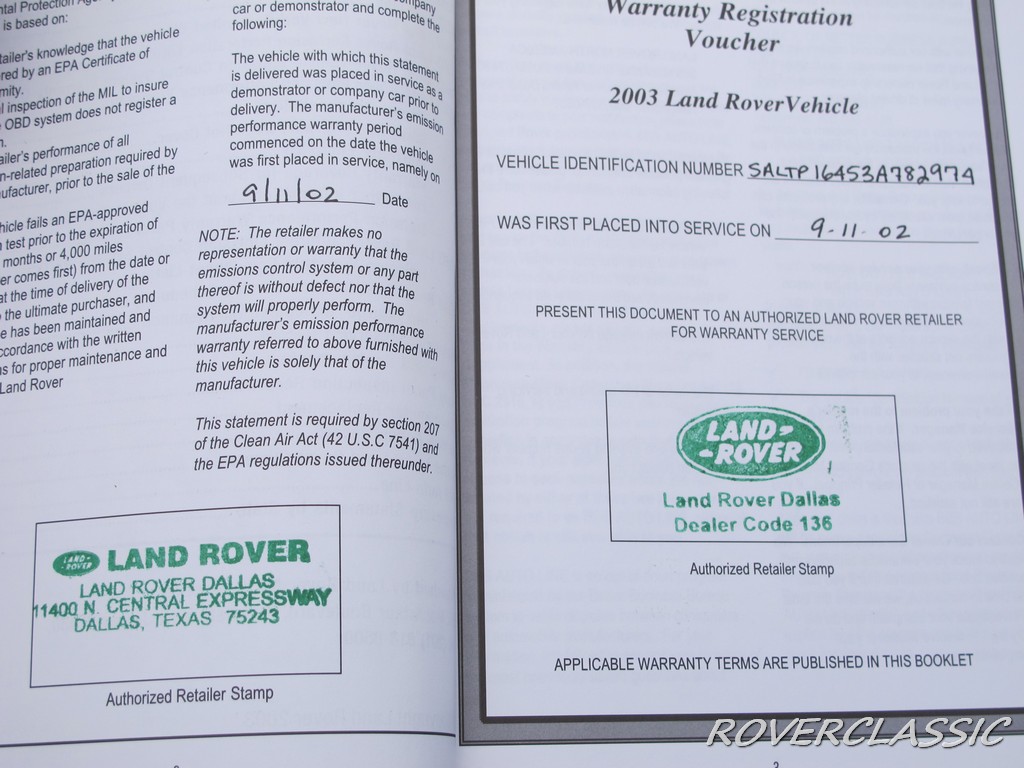 ntal Protection Ag
is based on:
tailer's knowledge that the vehicle
red by an EPA Certificate of
mity.
l inspection of the MIL to insure
OBD system does not register a
n.
ailer's performance of all
n-related preparation required by
ufacturer, prior to the sale of the
hicle fails an EPA-approved
test prior to the expiration of
months or 4,000 miles
er comes first) from the date or
at the time of delivery of the
the ultimate purchaser, and
e has been maintained and
ccordance with the written
s for proper maintenance and
Land Rover
car or demonstrator and complete the
following:
The vehicle with which this statement
is delivered was placed in service as a
demonstrator or company car prior to
delivery. The manufacturer's emission
performance warranty period
commenced on the date the vehicle
was first placed in service, namely on
9/11/02 Date
NOTE: The retailer makes no
representation or warranty that the
emissions control system or any part
thereof is without defect nor that the
system will properly perform. The
manufacturer's emission performance
warranty referred to above furnished with
this vehicle is solely that of the
manufacturer.
This statement is required by section 207
of the Clean Air Act (42 U.S.C 7541) and
the EPA regulations issued thereunder.
LAND-ROVER LAND ROVER
LAND ROVER DALLAS
11400 N. CENTRAL EXPRESSWAY
DALLAS, TEXAS 75243
Authorized Retailer Stamp
Warranty Registration
Voucher
2003 Land RoverVehicle
VEHICLE IDENTIFICATION NUMBER SALTP16453A782974
WAS FIRST PLACED INTO SERVICE ON 9-11-02
PRESENT THIS DOCUMENT TO AN AUTHORIZED LAND ROVER RETAILER
FOR WARRANTY SERVICE
LAND-
-ROVER
Land Rover Dallas
Dealer Code 136
Authorized Retailer Stamp
APPLICABLE WARRANTY TERMS ARE PUBLISHED IN THIS BOOKLET
ROVERCLASSIC